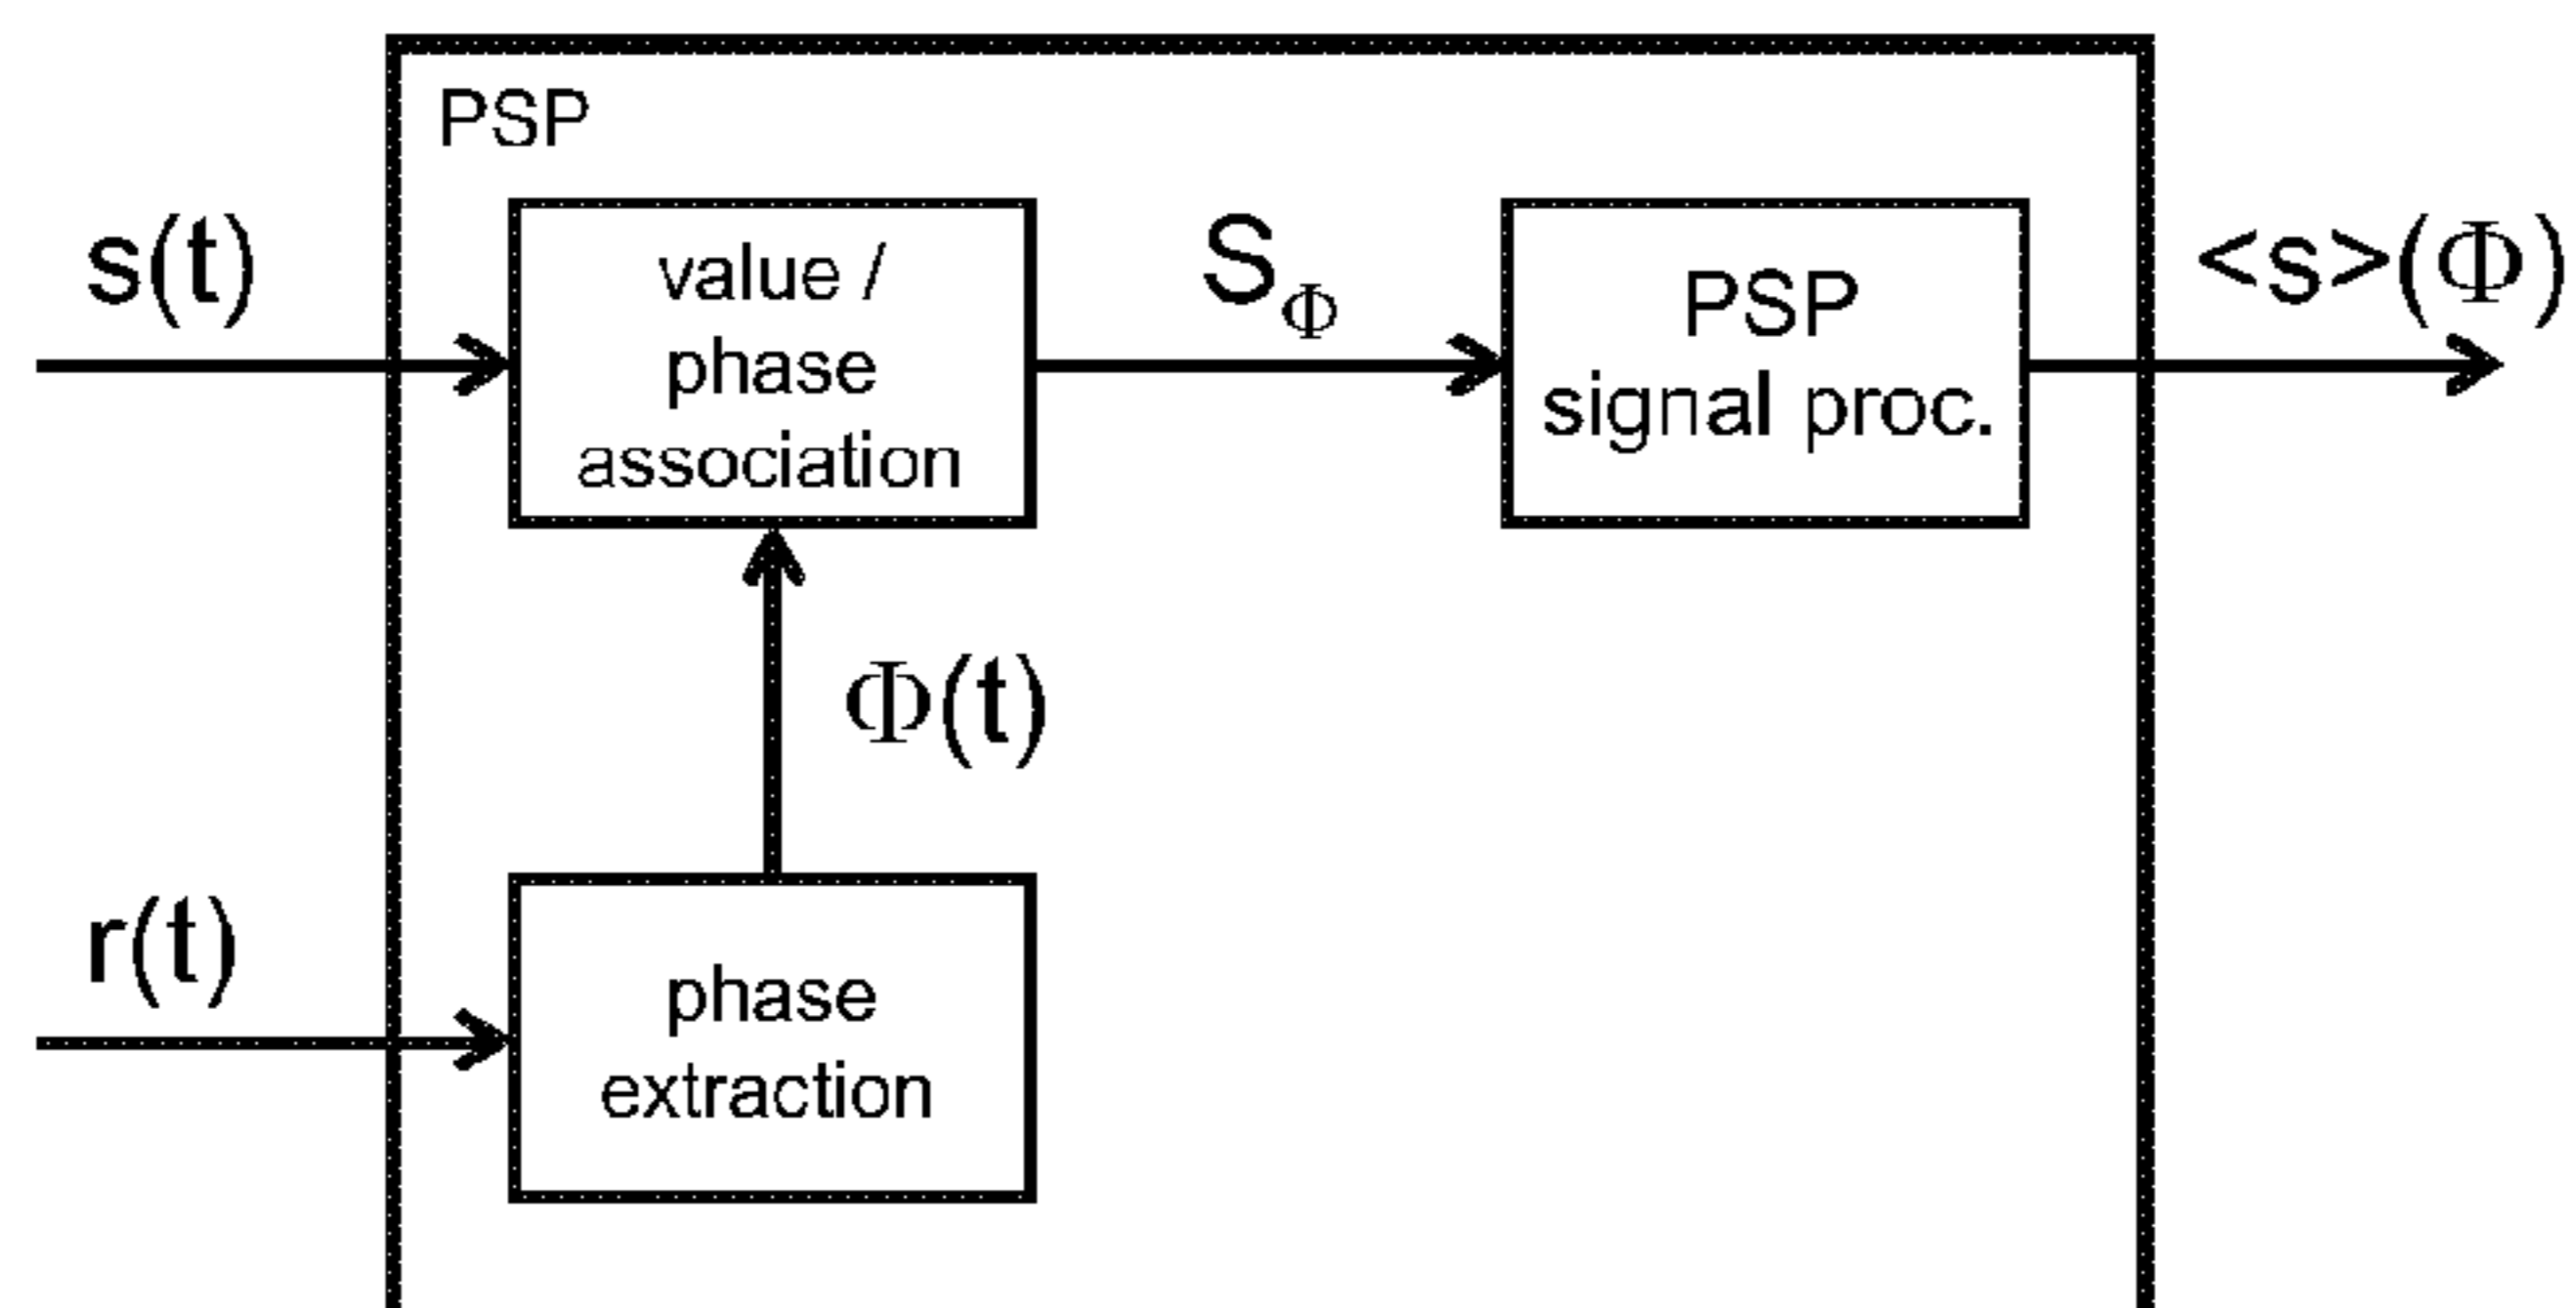 PSP
s(t)
value /
phase
association
S_Φ
PSP
signal proc.
<s>(Φ)
Φ(t)
r(t)
phase
extraction